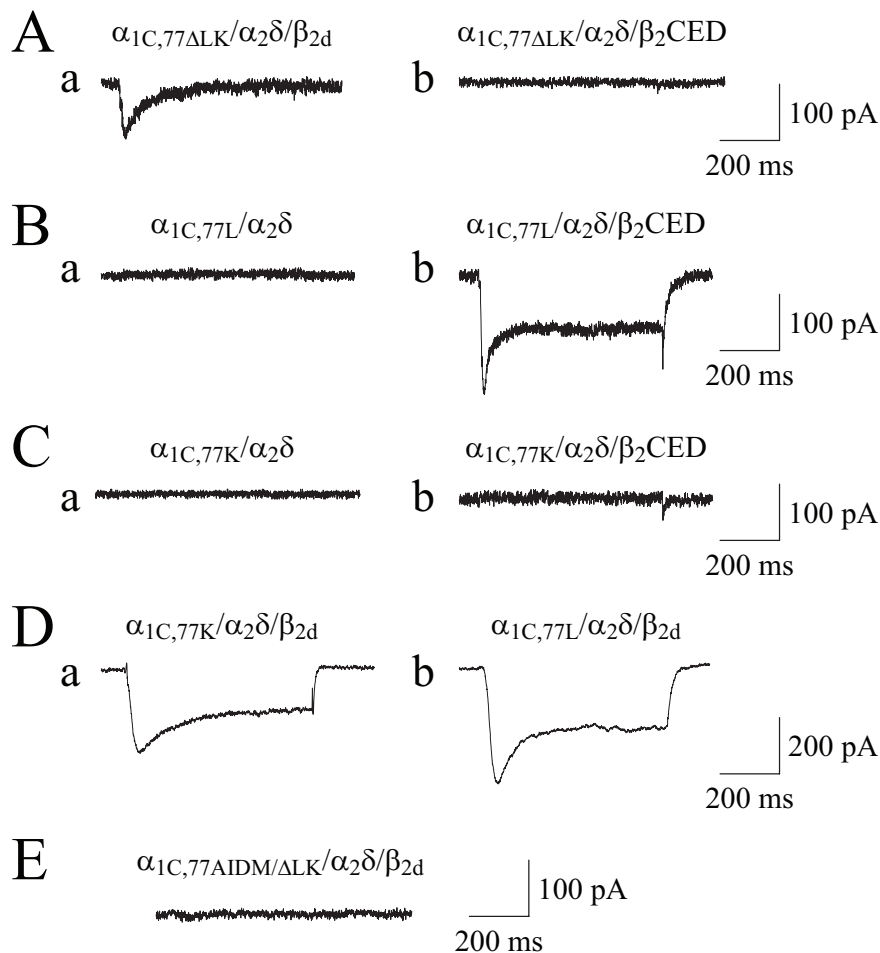 A
α1C,77ΔLK/α2δ/β2d
α1C,77ΔLK/α2δ/β2CED
a
b
100 pA
200 ms
B
α1C,77L/α2δ
α1C,77L/α2δ/β2CED
a
b
100 pA
200 ms
C
α1C,77K/α2δ
α1C,77K/α2δ/β2CED
a
b
100 pA
200 ms
D
α1C,77K/α2δ/β2d
α1C,77L/α2δ/β2d
a
b
200 pA
200 ms
E
α1C,77AIDM/ΔLK/α2δ/β2d
100 pA
200 ms